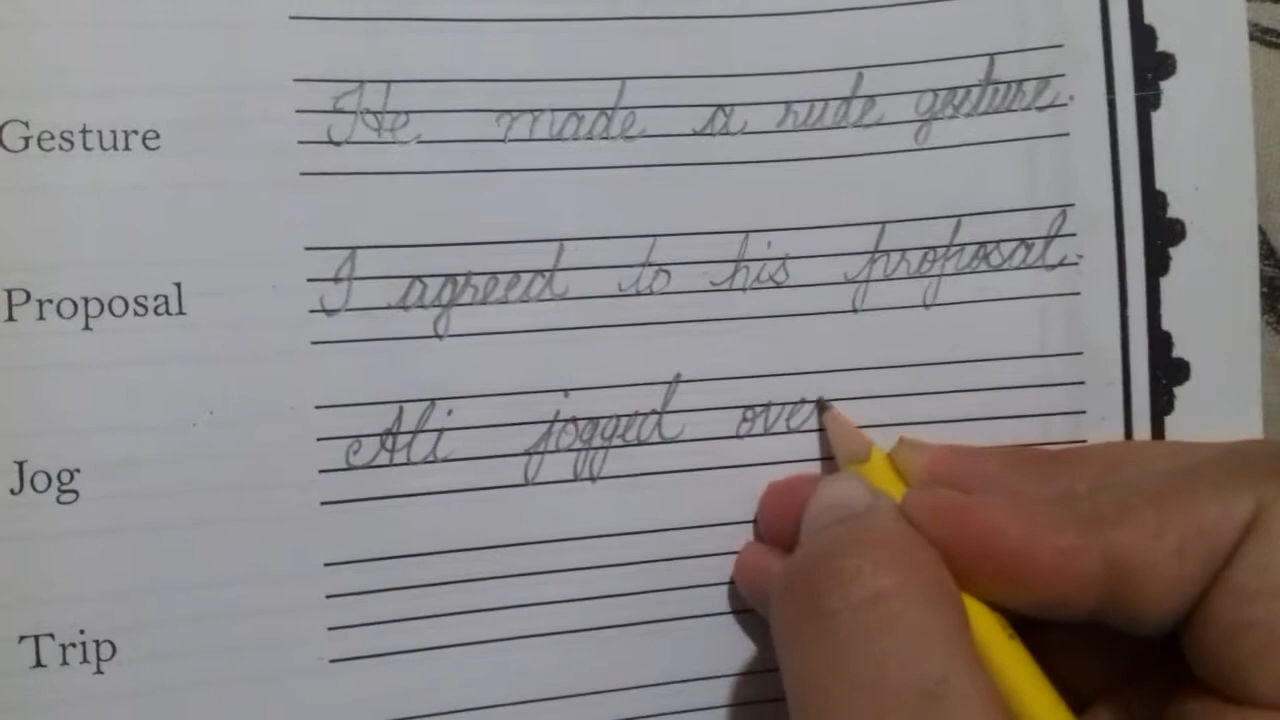 Gesture He made a rude gesture.
Proposal I agreed to his proposal.
Jog Ali jogged over
Trip